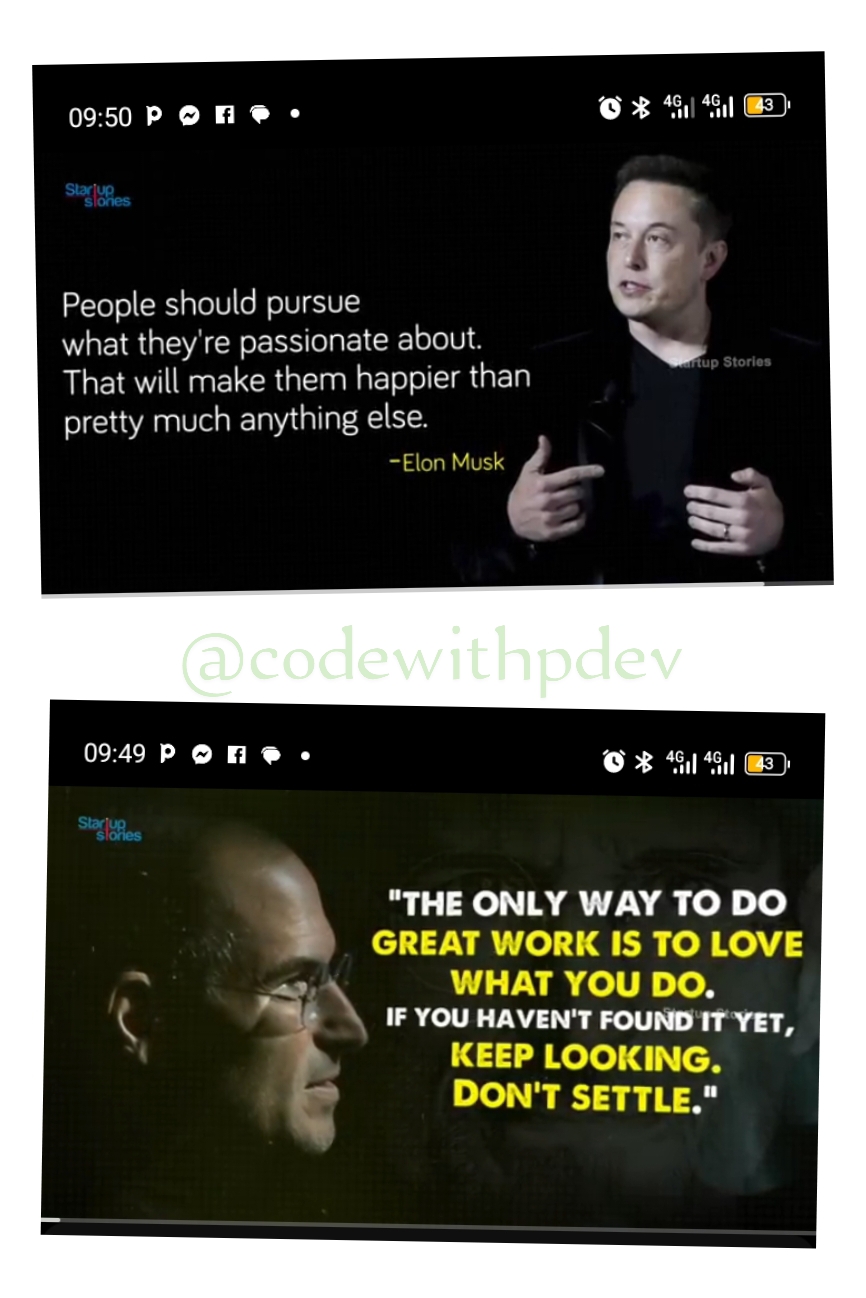 09:50
4G 4G 43
Startup
stories
People should pursue
what they're passionate about.
That will make them happier than
pretty much anything else.
-Elon Musk
Startup Stories
@codewithpdev
09:49
4G 4G 43
Startup
stories
"THE ONLY WAY TO DO
GREAT WORK IS TO LOVE
WHAT YOU DO.
IF YOU HAVEN'T FOUND IT YET,
KEEP LOOKING.
DON'T SETTLE."